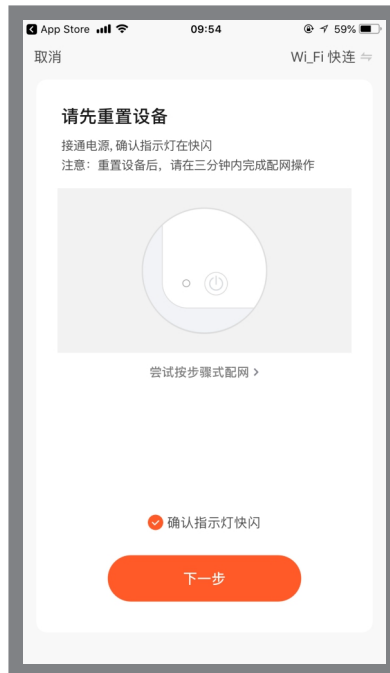 App Store 09:54 59%
取消 Wi_Fi 快连
请先重置设备
接通电源,确认指示灯在快闪
注意：重置设备后，请在三分钟内完成配网操作
尝试按步骤式配网
确认指示灯快闪
下一步